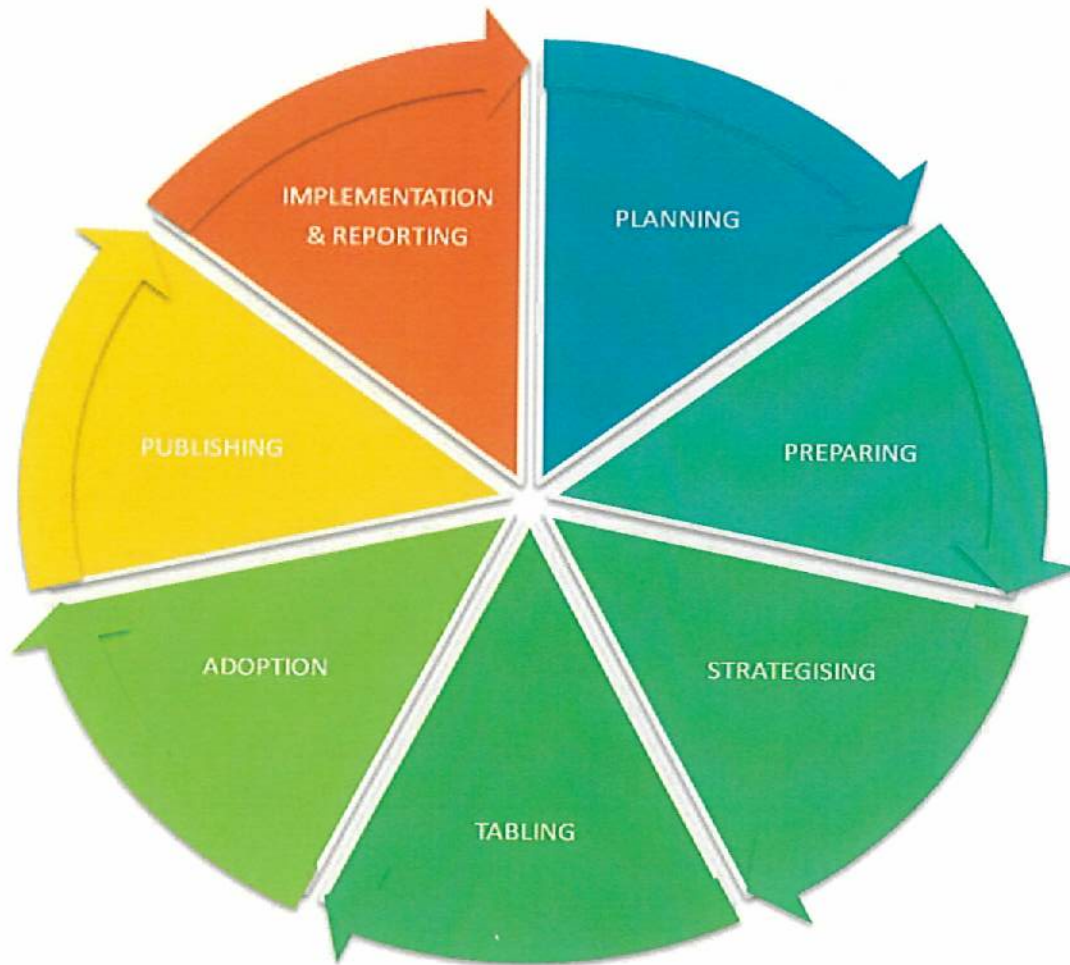 PLANNING
PREPARING
STRATEGISING
TABLING
ADOPTION
PUBLISHING
IMPLEMENTATION
& REPORTING